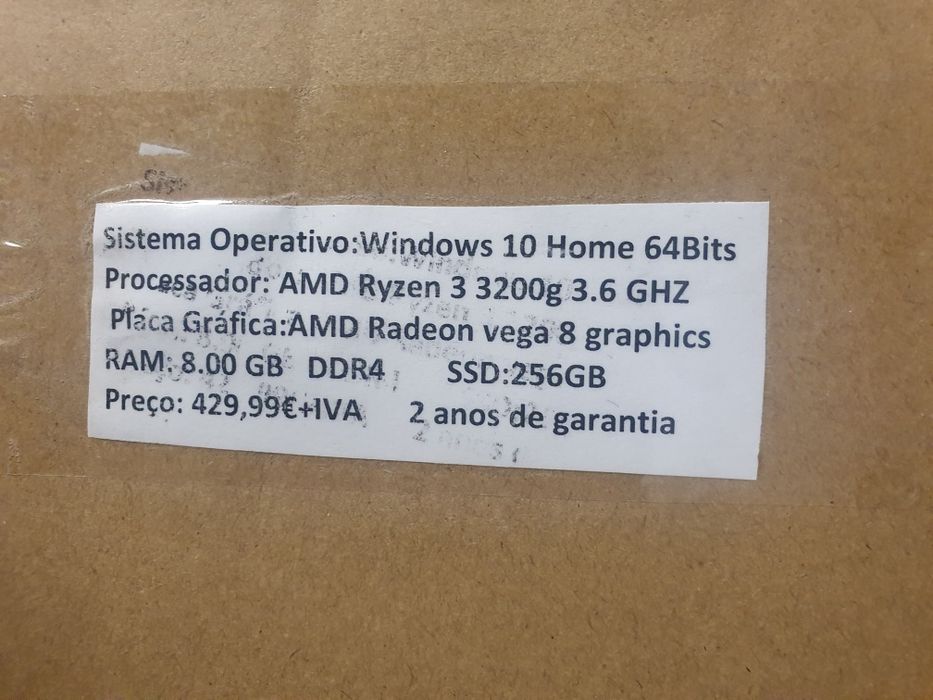 Sistema Operativo:Windows 10 Home 64Bits
Processador: AMD Ryzen 3 3200g 3.6 GHZ
Placa Gráfica:AMD Radeon vega 8 graphics
RAM: 8.00 GB DDR4 SSD:256GB
Preço: 429,99€+IVA 2 anos de garantia